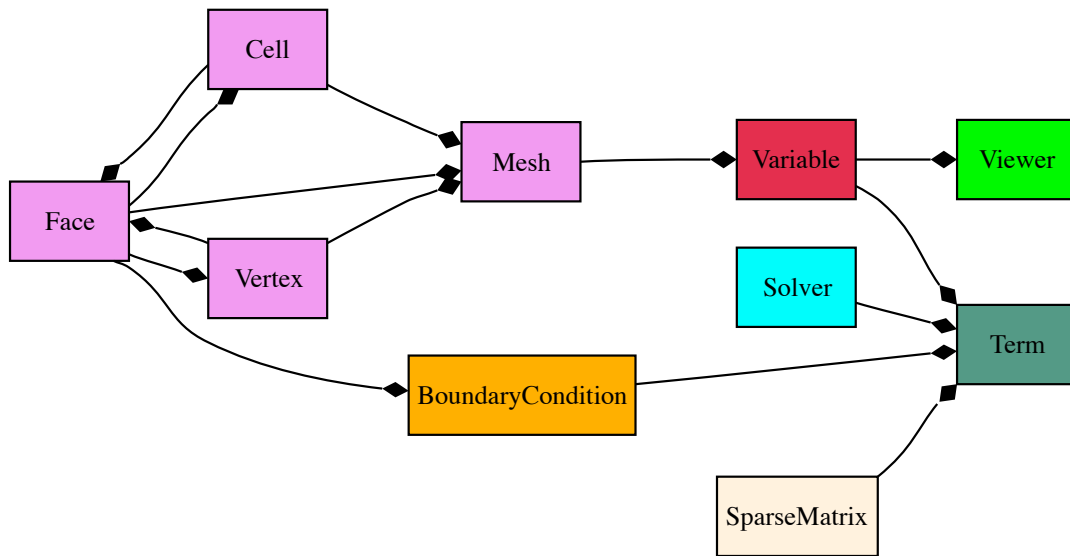 Cell
Face
Vertex
Mesh
Variable
Viewer
Solver
Term
BoundaryCondition
SparseMatrix